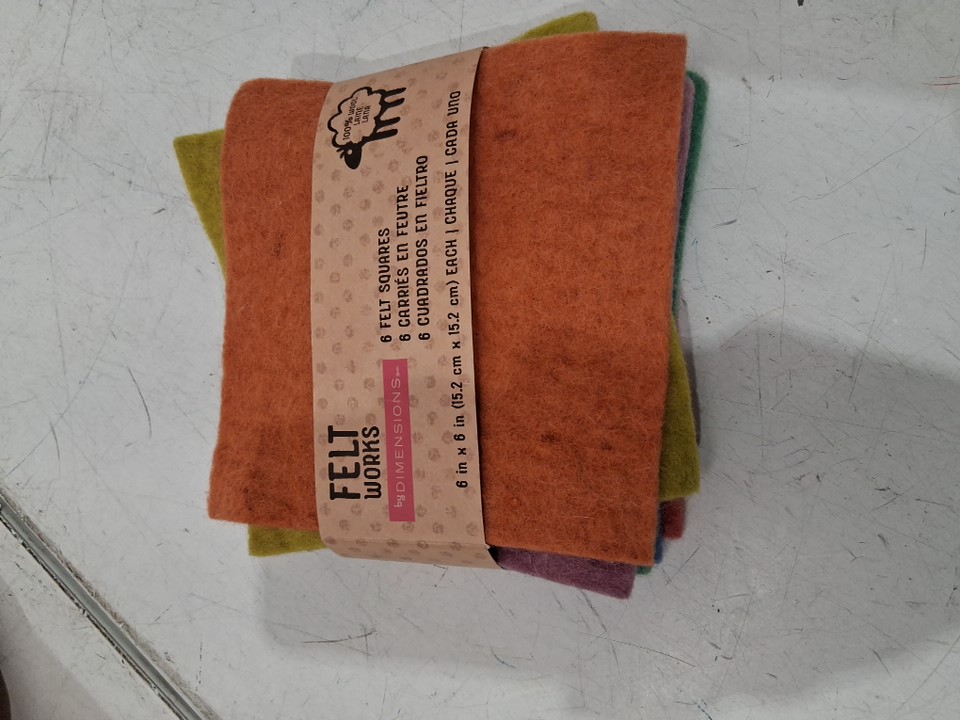 FELT
WORKS
by DIMENSIONS
100% WOOL
LAINE
LANA
6 FELT SQUARES
6 CARRIÉS EN FEUTRE
6 CUADRADOS EN FIELTRO
6 in x 6 in (15.2 cm x 15.2 cm) EACH | CHAQUE | CADA UNO